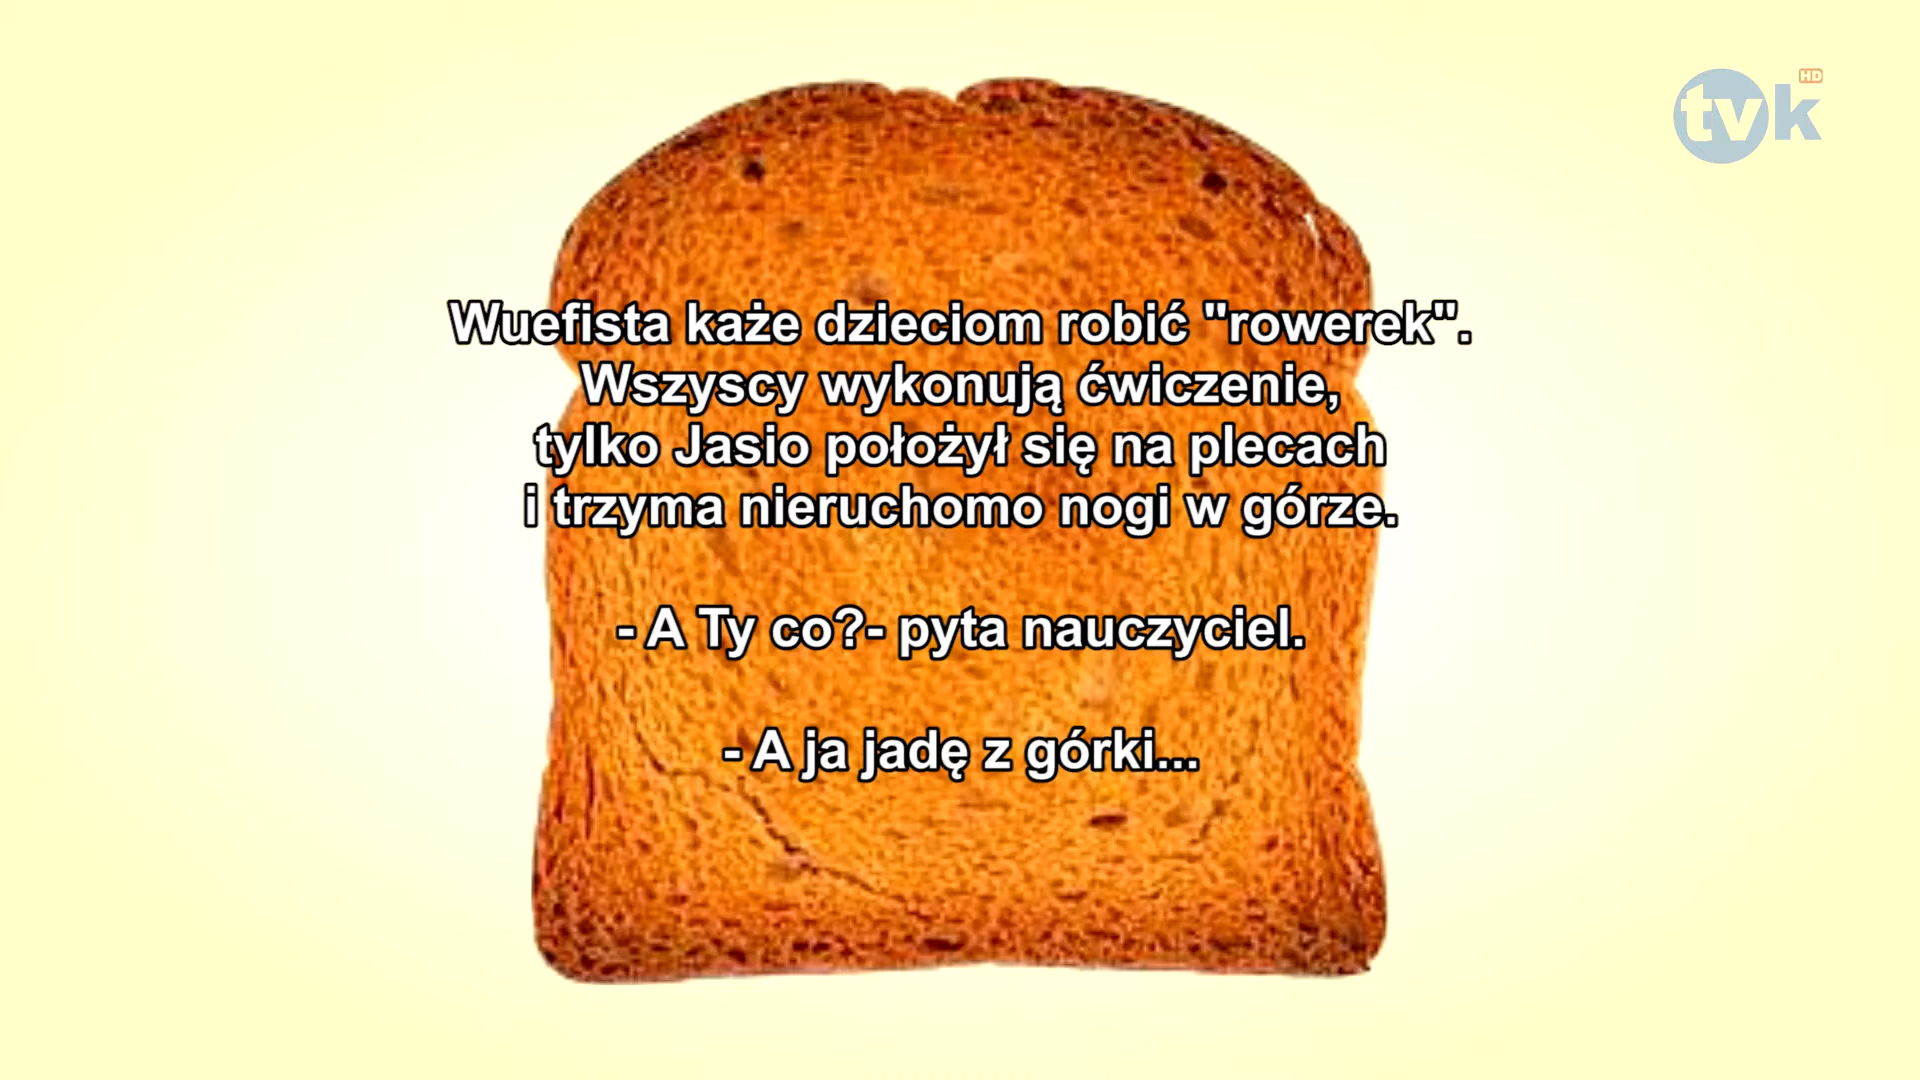 tvk HD
Wuefista każe dzieciom robić "rowerek".
Wszyscy wykonują ćwiczenie,
tylko Jasio położył się na plecach
i trzyma nieruchomo nogi w górze.
- A Ty co?- pyta nauczyciel.
- A ja jadę z górki...